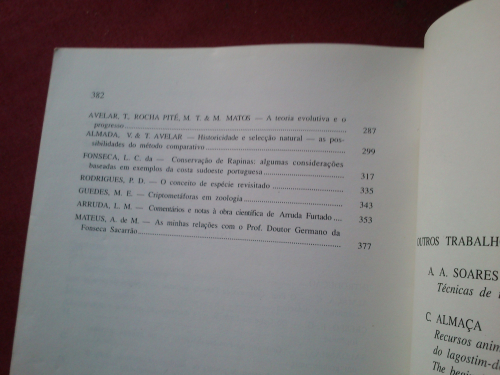 382
AVELAR, T., ROCHA PITÉ, M. T. & M. MATOS — A teoria evolutiva e o
progresso 287
ALMADA, V. & T. AVELAR — Historicidade e selecção natural — as pos-
sibilidades do método comparativo 299
FONSECA, L. C. da — Conservação de Rapinas: algumas considerações
baseadas em exemplos da costa sudoeste portuguesa 317
RODRIGUES, P. D. — O conceito de espécie revisitado 335
GUEDES, M. E. — Criptometáforas em zoologia 343
ARRUDA, L. M. — Comentários e notas à obra científica de Arruda Furtado 353
MATEUS, A. de M. — As minhas relações com o Prof. Doutor Germano da
Fonseca Sacarrão 377
OUTROS TRABALH
A. A. SOARES
Técnicas de
C. ALMAÇA
Recursos anim
do lagostim-d
The